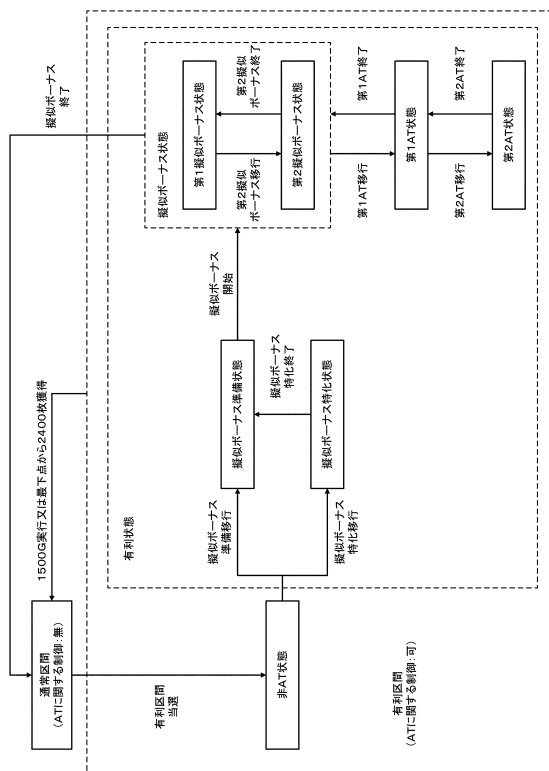 通常区間
(ATに関する制御:無)
1500G実行又は最下点から2400枚獲得
擬似ボーナス
終了
有利区間
当選
非AT状態
有利区間
(ATに関する制御:可)
有利状態
擬似ボーナス
準備移行
擬似ボーナス
特化移行
擬似ボーナス準備状態
擬似ボーナス
特化終了
擬似ボーナス特化状態
擬似ボーナス
開始
擬似ボーナス状態
第1擬似ボーナス状態
第2擬似
ボーナス移行
第2擬似
ボーナス終了
第2擬似ボーナス状態
第1AT移行
第1AT終了
第1AT状態
第2AT移行
第2AT終了
第2AT状態